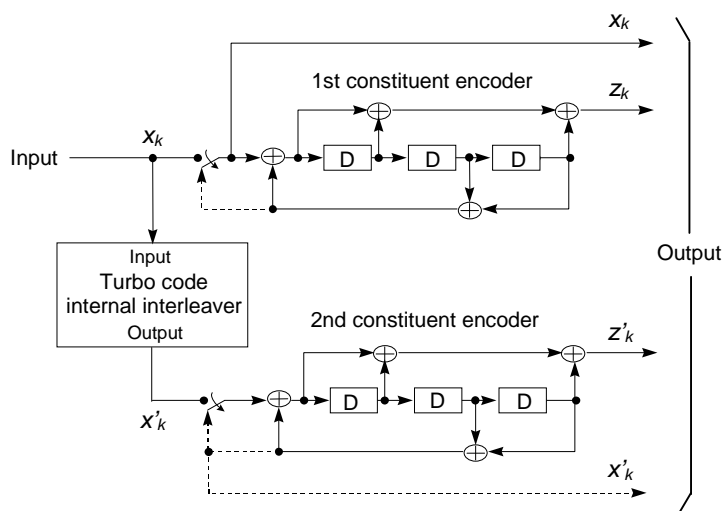 x_k
1st constituent encoder
z_k
x_k
Input
D
D
D
Input
Turbo code
internal interleaver
Output
Output
2nd constituent encoder
z'_k
D
D
D
x'_k
x'_k